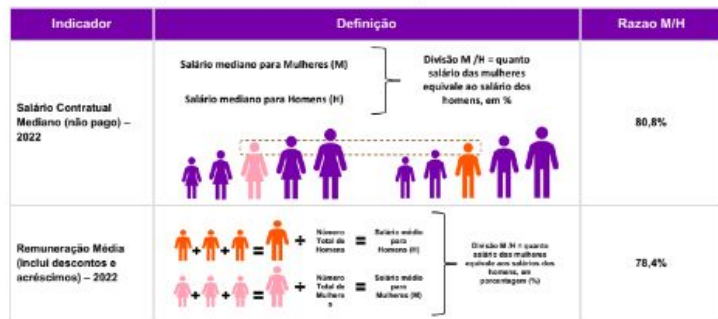 Indicador
Definição
Razao M/H
Salário Contratual
Mediano (não pago) –
2022
Salário mediano para Mulheres (M)
Salário mediano para Homens (H)
Divisão M /H = quanto
salário das mulheres
equivale ao salário dos
homens, em %
80,8%
Remuneração Média
(inclui descontos e
acréscimos) – 2022
+ + = ÷
Número
Total de
Homens
=
Salário médio
para
Homens (H)
+ + = ÷
Número
Total de
Mulhere
s
=
Salário médio
para
Mulheres (M)
Divisão M /H = quanto
salário das mulheres
equivale aos salários dos
homens, em
porcentagem (%)
78,4%